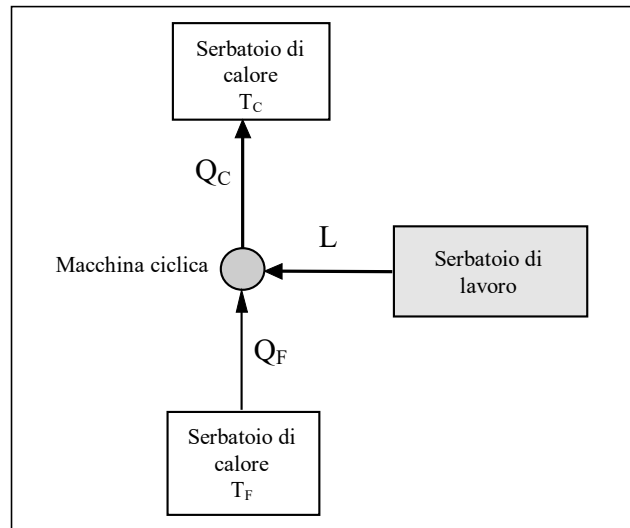 Serbatoio di
calore
T_C
Q_C
L
Macchina ciclica
Serbatoio di
lavoro
Q_F
Serbatoio di
calore
T_F